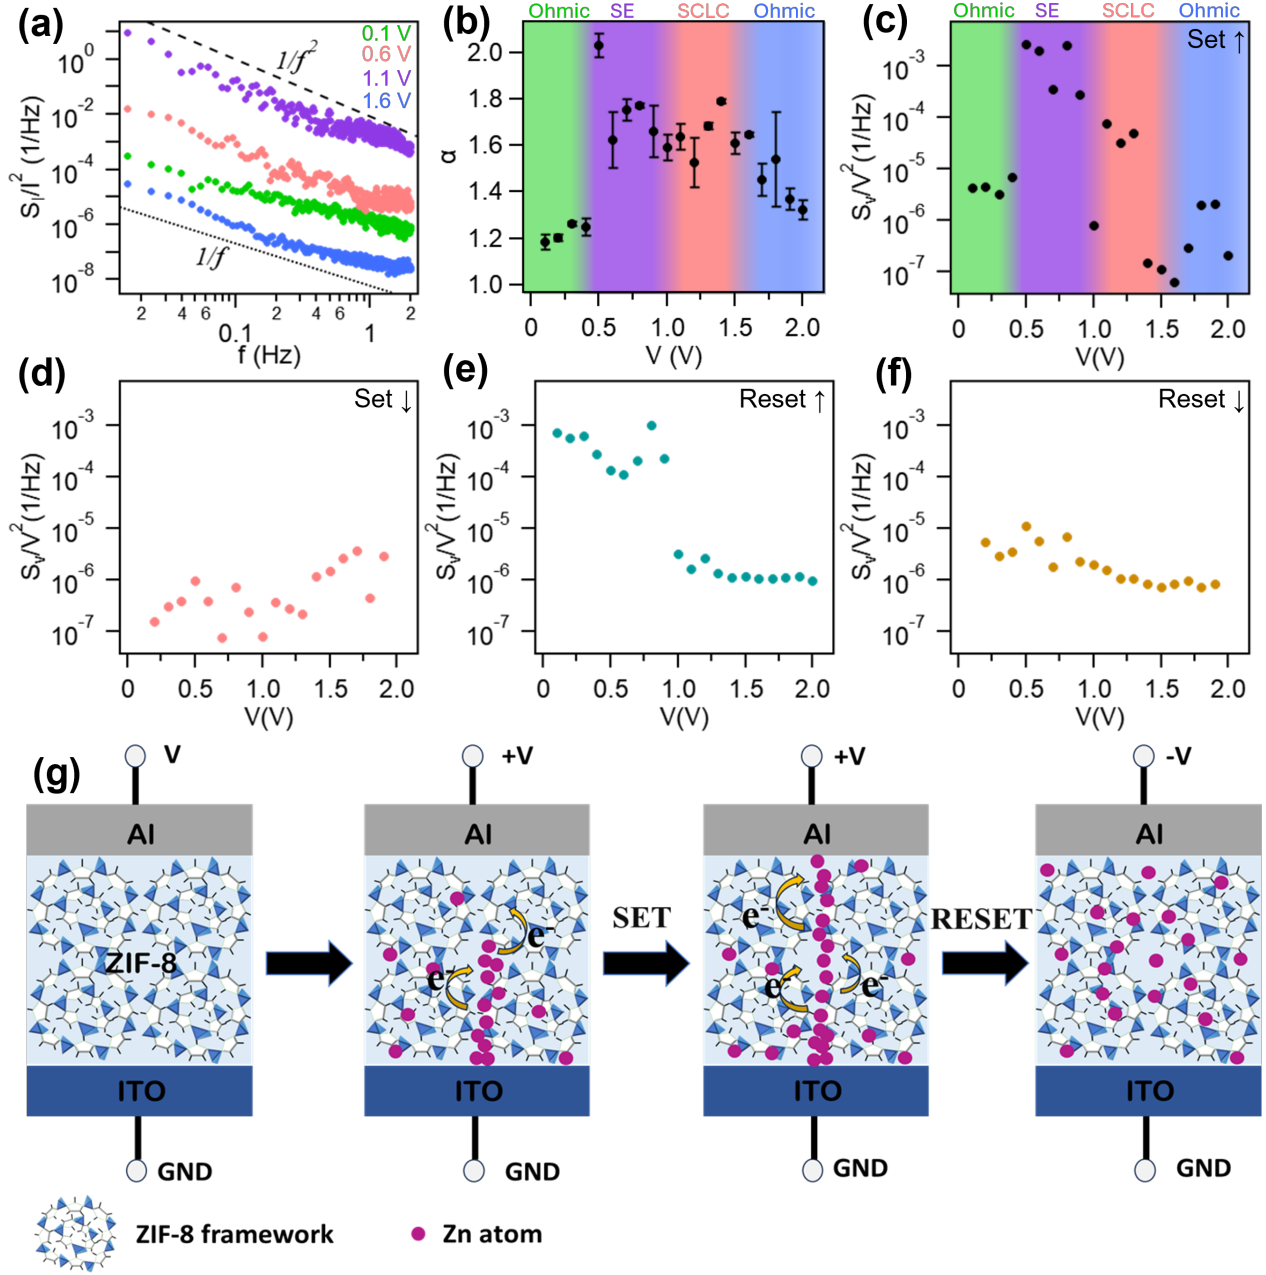 (a)
0.1 V
0.6 V
1.1 V
1.6 V
1/f²
1/f
S_I/I² (1/Hz)
10⁰
10⁻²
10⁻⁴
10⁻⁶
10⁻⁸
2 4 6 0.1 2 4 6 1 2
f (Hz)
(b)
Ohmic SE SCLC Ohmic
α
2.0
1.8
1.6
1.4
1.2
1.0
0 0.5 1.0 1.5 2.0
V (V)
(c)
Ohmic SE SCLC Ohmic
Set ↑
S_v/V² (1/Hz)
10⁻³
10⁻⁴
10⁻⁵
10⁻⁶
10⁻⁷
0 0.5 1.0 1.5 2.0
V(V)
(d)
Set ↓
S_v/V² (1/Hz)
10⁻³
10⁻⁴
10⁻⁵
10⁻⁶
10⁻⁷
0 0.5 1.0 1.5 2.0
V(V)
(e)
Reset ↑
S_v/V² (1/Hz)
10⁻³
10⁻⁴
10⁻⁵
10⁻⁶
10⁻⁷
0 0.5 1.0 1.5 2.0
V(V)
(f)
Reset ↓
S_v/V² (1/Hz)
10⁻³
10⁻⁴
10⁻⁵
10⁻⁶
10⁻⁷
0 0.5 1.0 1.5 2.0
V(V)
(g)
V
Al
ZIF-8
ITO
GND
+V
Al
e⁻
e⁻
ITO
GND
SET
+V
Al
e⁻
e⁻
e⁻
ITO
GND
RESET
-V
Al
ITO
GND
ZIF-8 framework
Zn atom